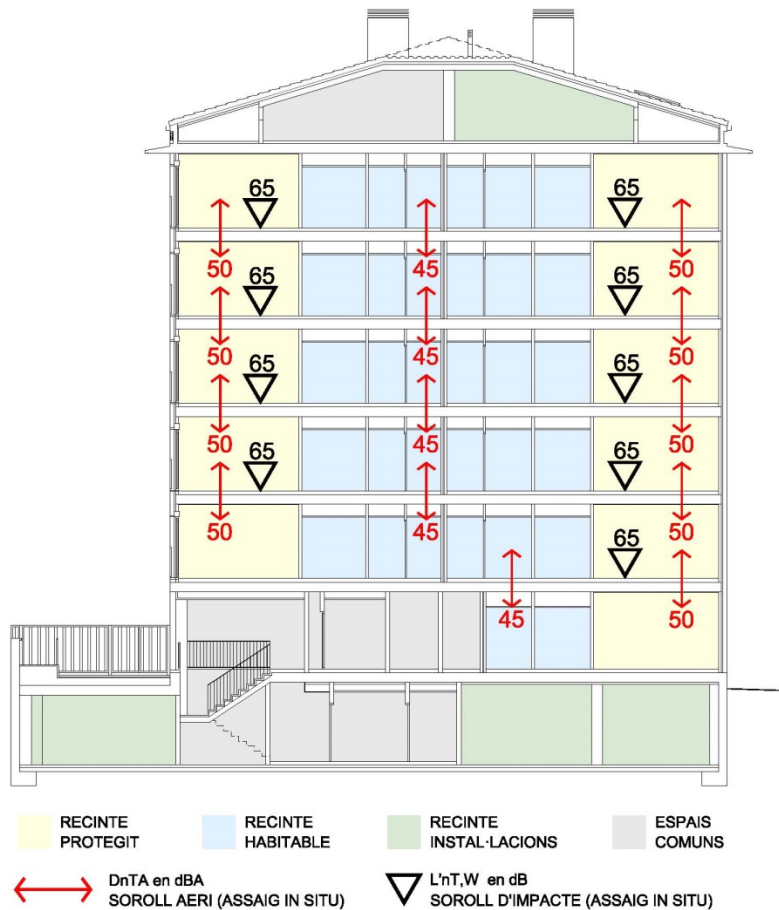 65 65
50 65 45 65 50
50 65 45 65 50
50 65 45 65 50
50 45 65 50
45 50
RECINTE PROTEGIT
RECINTE HABITABLE
RECINTE INSTAL·LACIONS
ESPAIS COMUNS
DnTA en dBA
SOROLL AERI (ASSAIG IN SITU)
L'nT,W en dB
SOROLL D'IMPACTE (ASSAIG IN SITU)